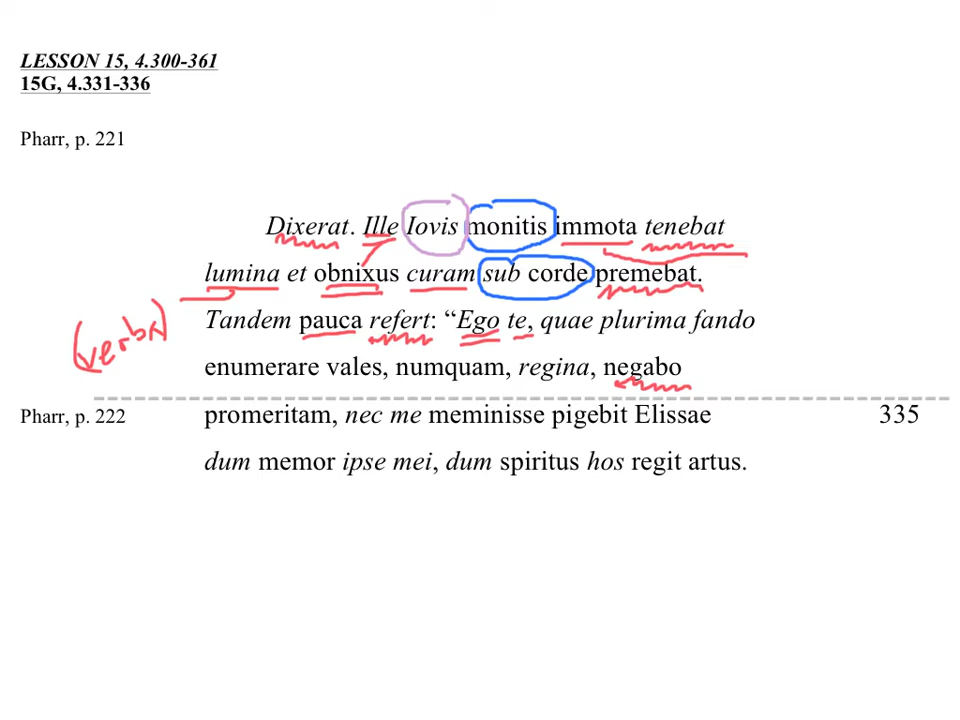 LESSON 15, 4.300-361
15G, 4.331-336
Pharr, p. 221
Dixerat. Ille Iovis monitis immota tenebat
lumina et obnixus curam sub corde premebat.
Tandem pauca refert: “Ego te, quae plurima fando
(verba)
enumerare vales, numquam, regina, negabo
Pharr, p. 222 promeritam, nec me meminisse pigebit Elissae 335
dum memor ipse mei, dum spiritus hos regit artus.